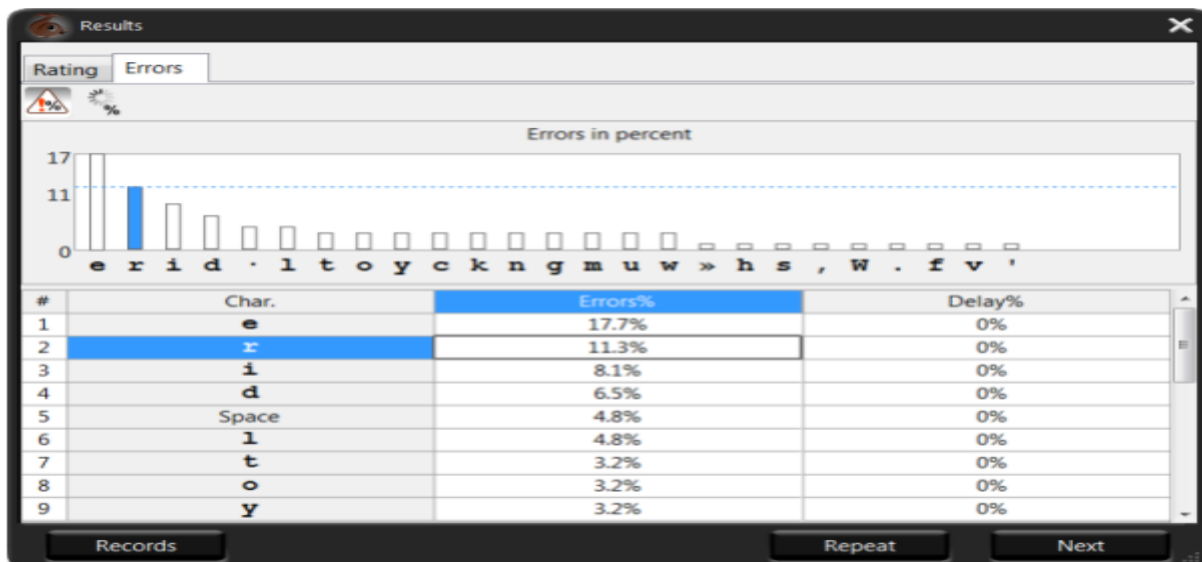 Results
Rating Errors
!% %
Errors in percent
17
11
0
e r i d · l t o y c k n g m u w » h s , W . f v '
# Char. Errors% Delay%
1 e 17.7% 0%
2 r 11.3% 0%
3 i 8.1% 0%
4 d 6.5% 0%
5 Space 4.8% 0%
6 l 4.8% 0%
7 t 3.2% 0%
8 o 3.2% 0%
9 y 3.2% 0%
Records Repeat Next